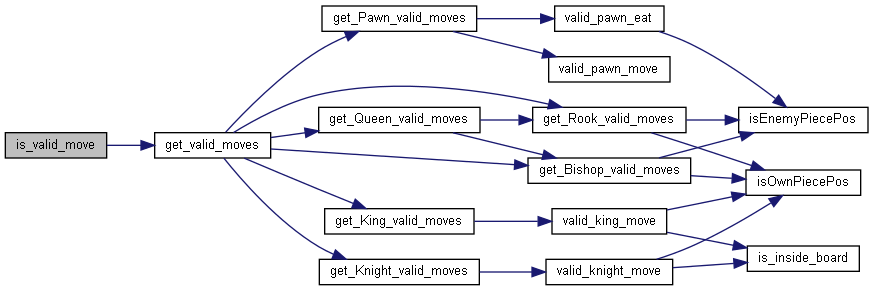 is_valid_move
get_valid_moves
get_Pawn_valid_moves
valid_pawn_eat
valid_pawn_move
get_Queen_valid_moves
get_Rook_valid_moves
isEnemyPiecePos
get_Bishop_valid_moves
isOwnPiecePos
get_King_valid_moves
valid_king_move
is_inside_board
get_Knight_valid_moves
valid_knight_move